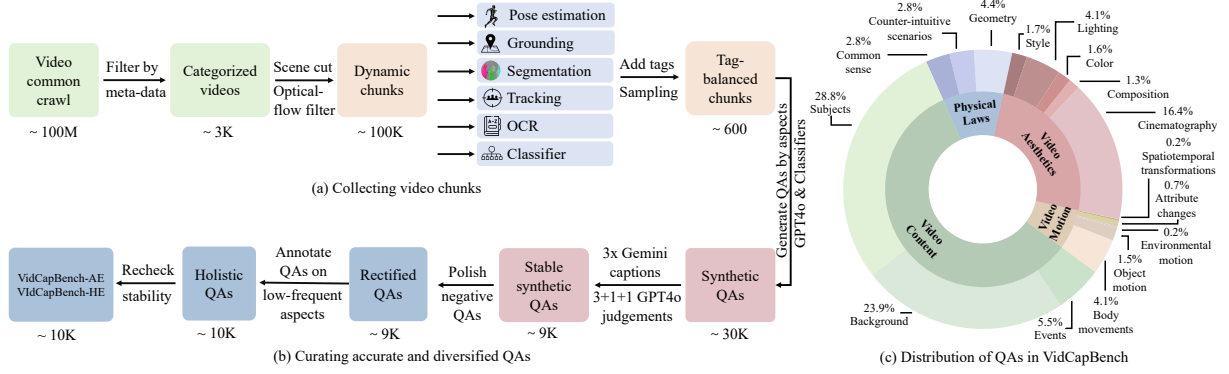 Video
common
crawl
~ 100M
Filter by
meta-data
Categorized
videos
~ 3K
Scene cut
Optical-
flow filter
Dynamic
chunks
~ 100K
Pose estimation
Grounding
Segmentation
Tracking
OCR
Classifier
Add tags
Sampling
Tag-
balanced
chunks
~ 600
(a) Collecting video chunks
Generate QAs by aspects
GPT4o & Classifiers
VidCapBench-AE
VIdCapBench-HE
~ 10K
Recheck
stability
Holistic
QAs
~ 10K
Annotate
QAs on
low-frequent
aspects
Rectified
QAs
~ 9K
Polish
negative
QAs
Stable
synthetic
QAs
~ 9K
3x Gemini
captions
3+1+1 GPT4o
judgements
Synthetic
QAs
~ 30K
(b) Curating accurate and diversified QAs
2.8%
Counter-intuitive
scenarios
4.4%
Geometry
1.7%
Style
4.1%
Lighting
1.6%
Color
1.3%
Composition
16.4%
Cinematography
0.2%
Spatiotemporal
transformations
0.7%
Attribute
changes
0.2%
Environmental
motion
1.5%
Object
motion
4.1%
Body
movements
5.5%
Events
23.9%
Background
28.8%
Subjects
2.8%
Common
sense
Physical
Laws
Video
Aesthetics
Video
Motion
Video
Content
(c) Distribution of QAs in VidCapBench